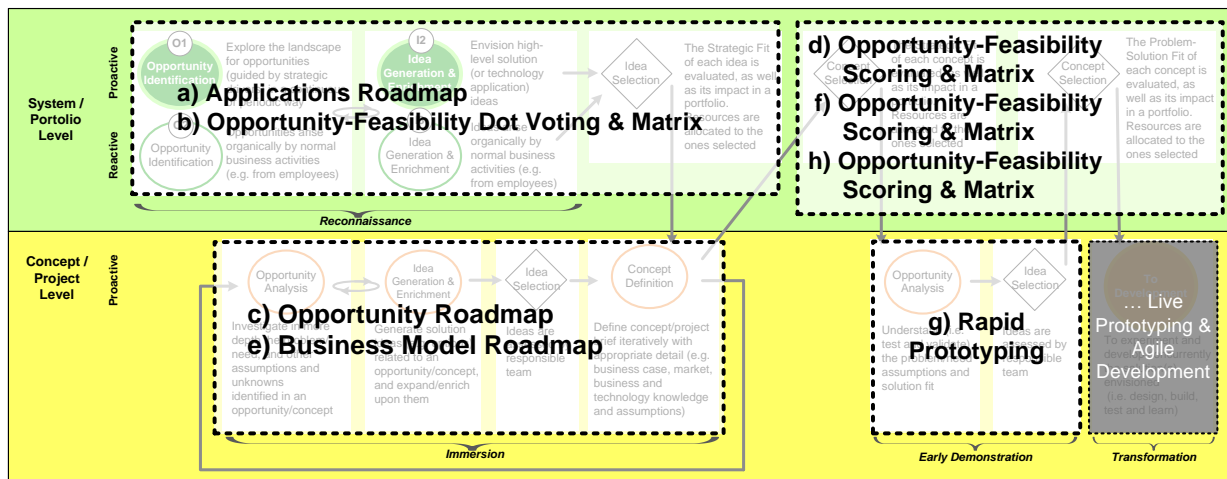 System /
Portolio
Level
Proactive
Reactive
O1
Opportunity
Identification
Explore the landscape
for opportunities
(guided by strategic
I2
Idea
Generation &
Envision high-
level solution
(or technology
application)
ideas
Idea
Selection
The Strategic Fit
of each idea is
evaluated, as well
as its impact in a
portfolio.
Resources are
allocated to the
ones selected
a) Applications Roadmap
b) Opportunity-Feasibility Dot Voting & Matrix
Opportunity
Identification
organically by normal
business activities
(e.g. from employees)
Idea
Generation &
Enrichment
organically by
normal business
activities (e.g.
from employees)
Reconnaissance
d) Opportunity-Feasibility
Scoring & Matrix
f) Opportunity-Feasibility
Scoring & Matrix
h) Opportunity-Feasibility
Scoring & Matrix
of each concept is
ones selected
Selection
The Problem-
Solution Fit of
each concept is
evaluated, as
well as its impact
in a portfolio.
Resources are
allocated to the
ones selected
Concept /
Project
Level
Proactive
Opportunity
Analysis
Idea
Generation
& Enrichment
Idea
Selection
Concept
Definition
c) Opportunity Roadmap
e) Business Model Roadmap
Investigate in more
assumptions and
unknowns
identified in an
opportunity/concept
Generate solution
related to an
opportunity/concept,
and expand/enrich
upon them
Ideas are
responsible
team
Define concept/project
brief iteratively with
appropriate detail (e.g.
business case, market,
business and
technology knowledge
and assumptions)
Immersion
Opportunity
Analysis
Idea
Selection
g) Rapid
Prototyping
assumptions and
solution fit
Ideas are
assessed by
responsible
team
Early Demonstration
… Live
Prototyping &
Agile
Development
envisioned
(i.e. design, build,
test and learn)
Transformation